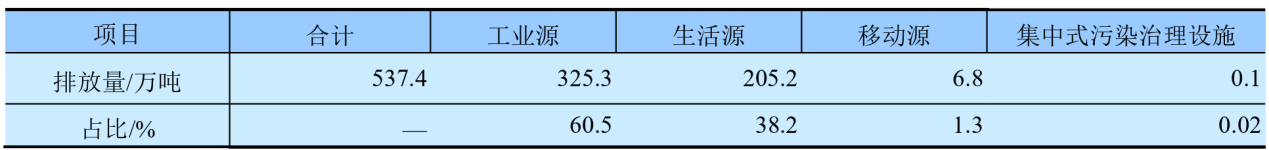 项目 合计 工业源 生活源 移动源 集中式污染治理设施
排放量/万吨 537.4 325.3 205.2 6.8 0.1
占比/% — 60.5 38.2 1.3 0.02